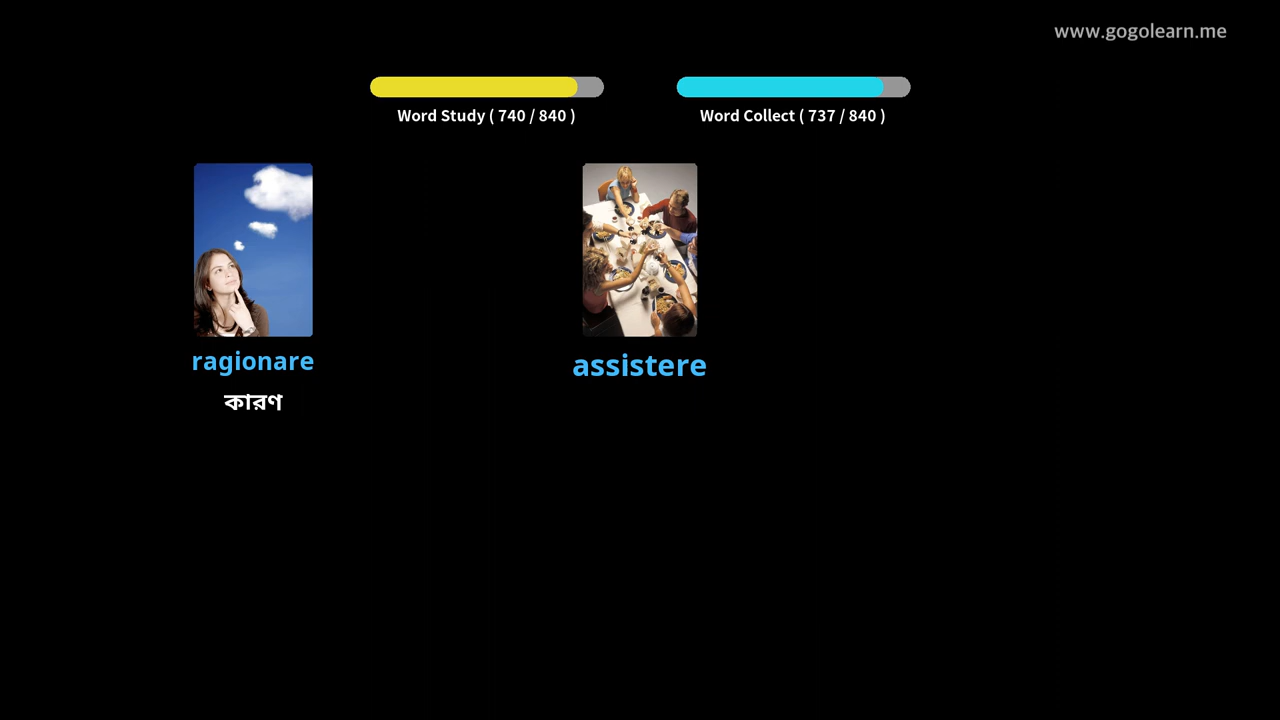 www.gogolearn.me
Word Study ( 740 / 840 )
Word Collect ( 737 / 840 )
ragionare
assistere
কারণ